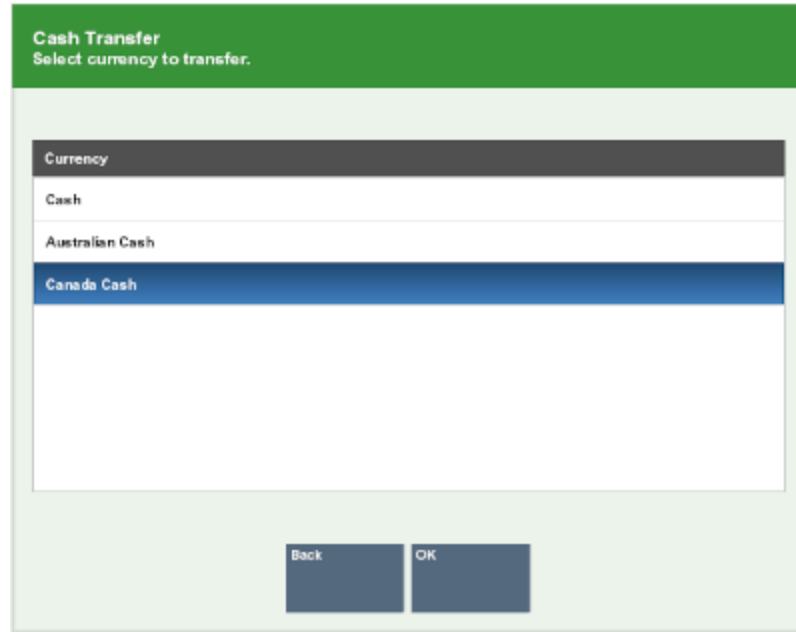 Cash Transfer
Select currency to transfer.
Currency
Cash
Australian Cash
Canada Cash
Back
OK